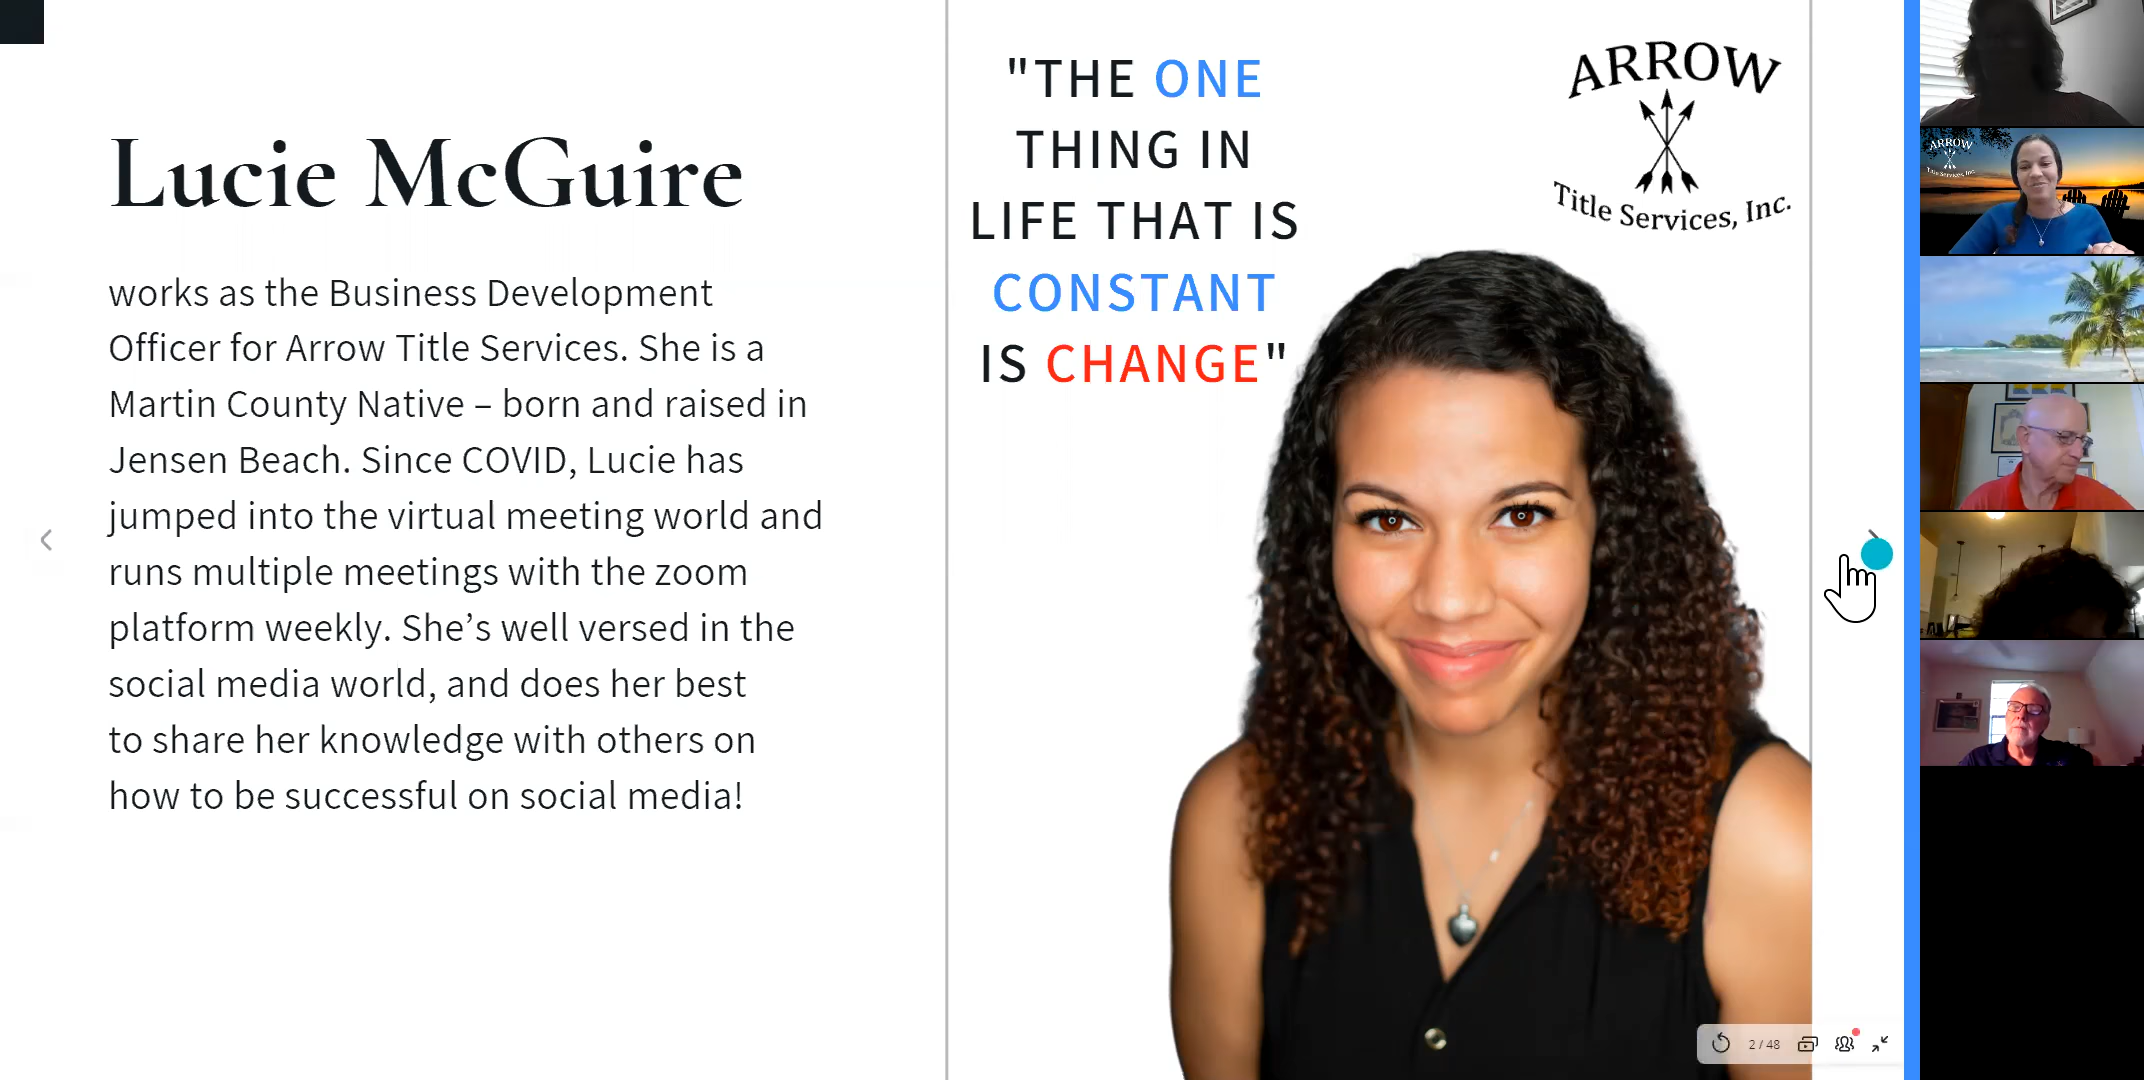 Lucie McGuire
works as the Business Development
Officer for Arrow Title Services. She is a
Martin County Native – born and raised in
Jensen Beach. Since COVID, Lucie has
jumped into the virtual meeting world and
runs multiple meetings with the zoom
platform weekly. She’s well versed in the
social media world, and does her best
to share her knowledge with others on
how to be successful on social media!
"THE ONE
THING IN
LIFE THAT IS
CONSTANT
IS CHANGE"
ARROW
Title Services, Inc.
2 / 48
ARROW
Title Services, Inc.